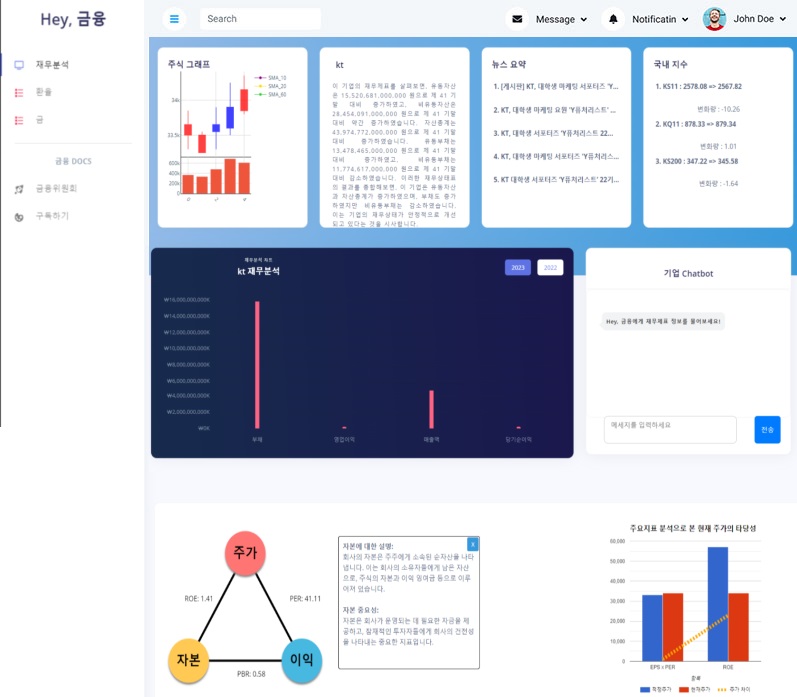 Hey, 금융
Search
Message
Notificatin
John Doe
재무분석
환율
금
금융 DOCS
금융위원회
구독하기
주식 그래프
SMA_10
SMA_20
SMA_60
34k
33.5k
600k
400k
200k
0
kt
이 기업의 재무제표를 살펴보면, 유동자산
은 15,520,681,000,000 원으로 제 41 기
말 대비 증가하였고, 비유동자산은
28,454,091,000,000 원으로 제 41 기말
대비 약간 증가하였습니다. 자산총계는
43,974,772,000,000 원으로 제 41 기말
대비 증가하였습니다. 유동부채는
13,478,465,000,000 원으로 제 41 기말
대비 증가하였고, 비유동부채는
11,774,617,000,000 원으로 제 41 기말
대비 감소하였습니다. 이러한 재무상태표
의 결과를 종합해보면, 이 기업은 유동자산
과 자산총계가 증가하였으며, 부채도 증가
하였지만 비유동부채는 감소하였습니다.
이는 기업의 재무상태가 안정적으로 개선
되고 있다는 것을 시사합니다.
뉴스 요약
1. [게시판] KT, 대학생 마케팅 서포터즈 'Y...
2. KT, 대학생 마케팅 요원 'Y퓨처리스트' ...
3. KT, 대학생 서포터즈 'Y퓨처리스트 22...
4. KT, 대학생 마케팅 서포터즈 'Y퓨처리스...
5. KT 대학생 서포터즈 'Y퓨처리스트' 22기...
국내 지수
1. KS11 : 2578.08 => 2567.82
변화량 : -10.26
2. KQ11 : 878.33 => 879.34
변화량 : 1.01
3. KS200 : 347.22 => 345.58
변화량 : -1.64
재무분석 차트
kt 재무분석
2023
2022
₩16,000,000,000K
₩14,000,000,000K
₩12,000,000,000K
₩10,000,000,000K
₩8,000,000,000K
₩6,000,000,000K
₩4,000,000,000K
₩2,000,000,000K
₩0K
부채
영업이익
매출액
당기순이익
기업 Chatbot
Hey, 금융에게 재무제표 정보를 물어보세요!
메세지를 입력하세요
전송
주가
ROE: 1.41
PER: 41.11
자본
이익
PBR: 0.58
자본에 대한 설명:
x
회사의 자본은 주주에게 소속된 순자산을 나타
냅니다. 이는 회사의 소유자들에게 남은 자산
으로, 주식의 자본과 이익 잉여금 등으로 이루
어져 있습니다.
자본 중요성:
자본은 회사가 운영되는 데 필요한 자금을 제
공하고, 잠재적인 투자자들에게 회사의 건전성
을 나타내는 중요한 지표입니다.
주요지표 분석으로 본 현재 주가의 타당성
60,000
50,000
40,000
30,000
20,000
10,000
0
EPS x PER
ROE
적정주가
현재주가
주가 차이